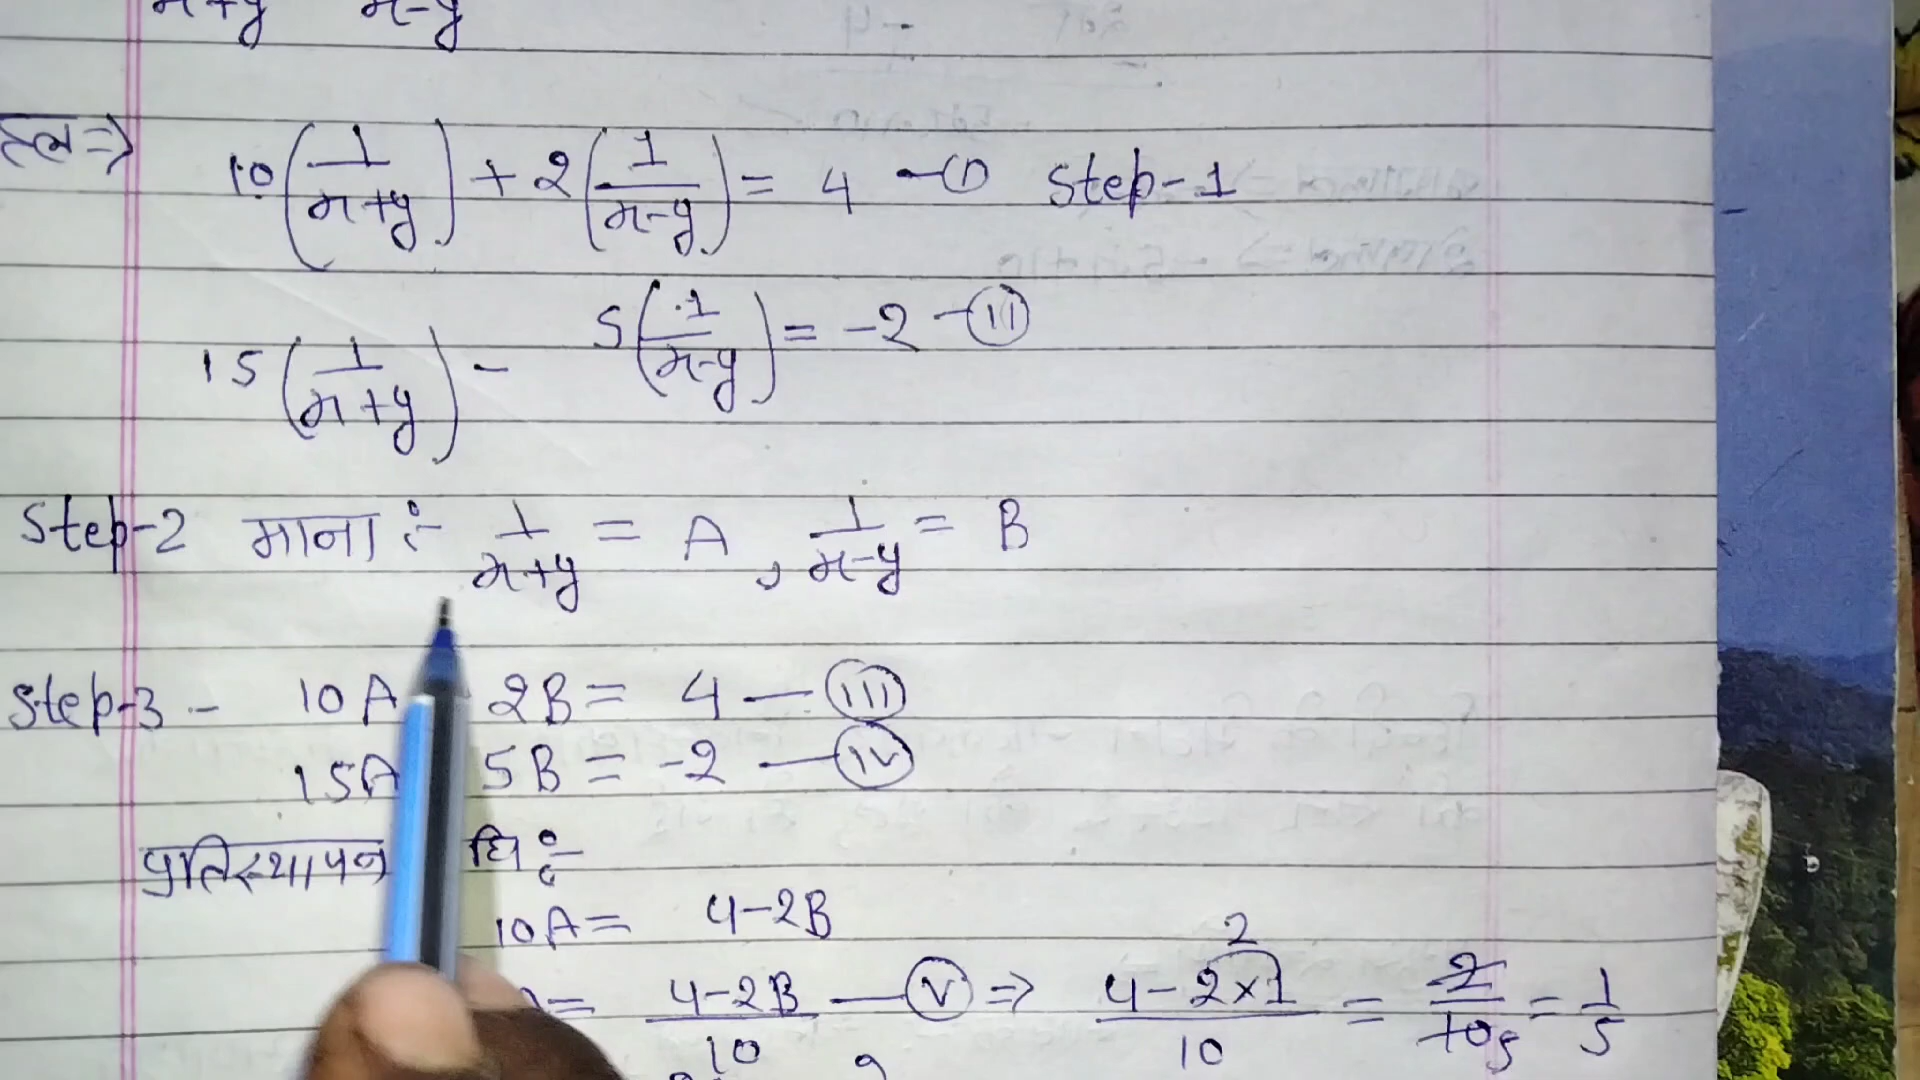 x+y x-y
हल=> 10(1/x+y) + 2(1/x-y) = 4 -(I) Step-1
15(1/x+y) - 5(1/x-y) = -2 -(II)
Step-2 माना :- 1/x+y = A, 1/x-y = B
Step-3 - 10A 2B = 4 -(III)
15A 5B = -2 -(IV)
प्रतिस्थापन धि :-
10A = 4-2B
= 4-2B/10 -(V) => 4-2×1/10 = 2/10 = 1/5
2
5